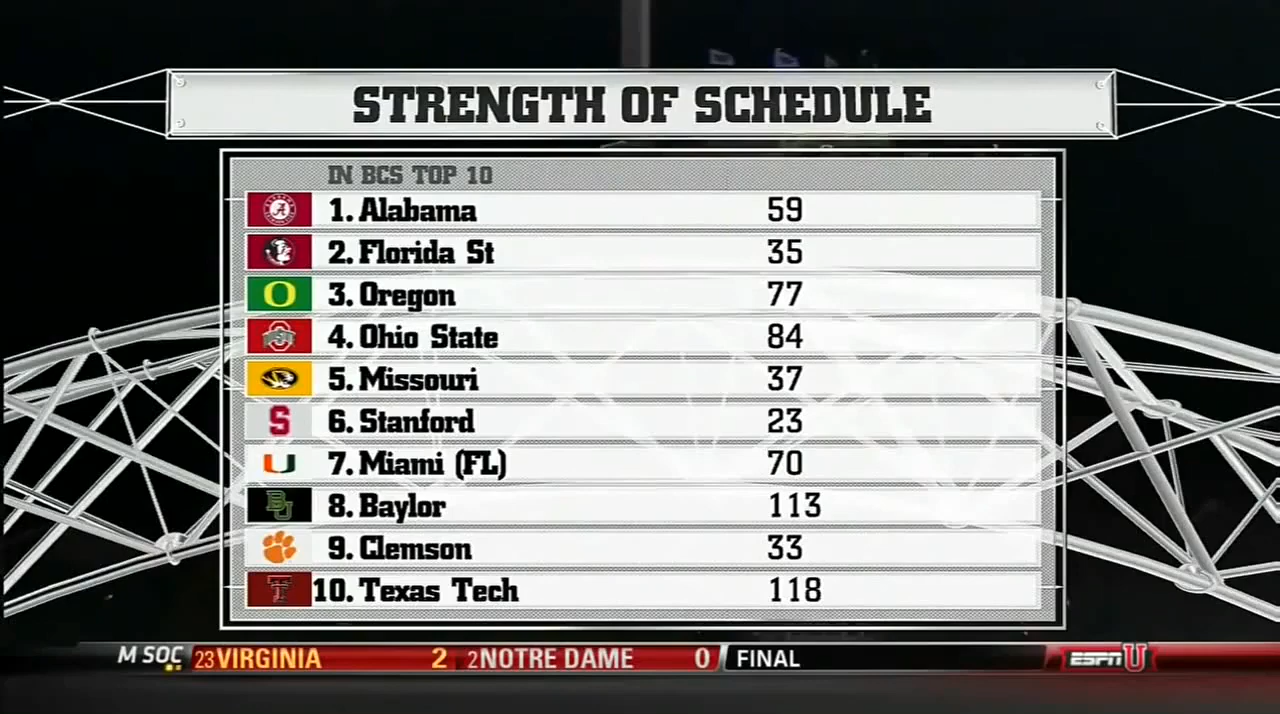 STRENGTH OF SCHEDULE
IN BCS TOP 10
1. Alabama 59
2. Florida St 35
3. Oregon 77
4. Ohio State 84
5. Missouri 37
6. Stanford 23
7. Miami (FL) 70
8. Baylor 113
9. Clemson 33
10. Texas Tech 118
M SOC 23 VIRGINIA 2 2 NOTRE DAME 0 FINAL ESPNU